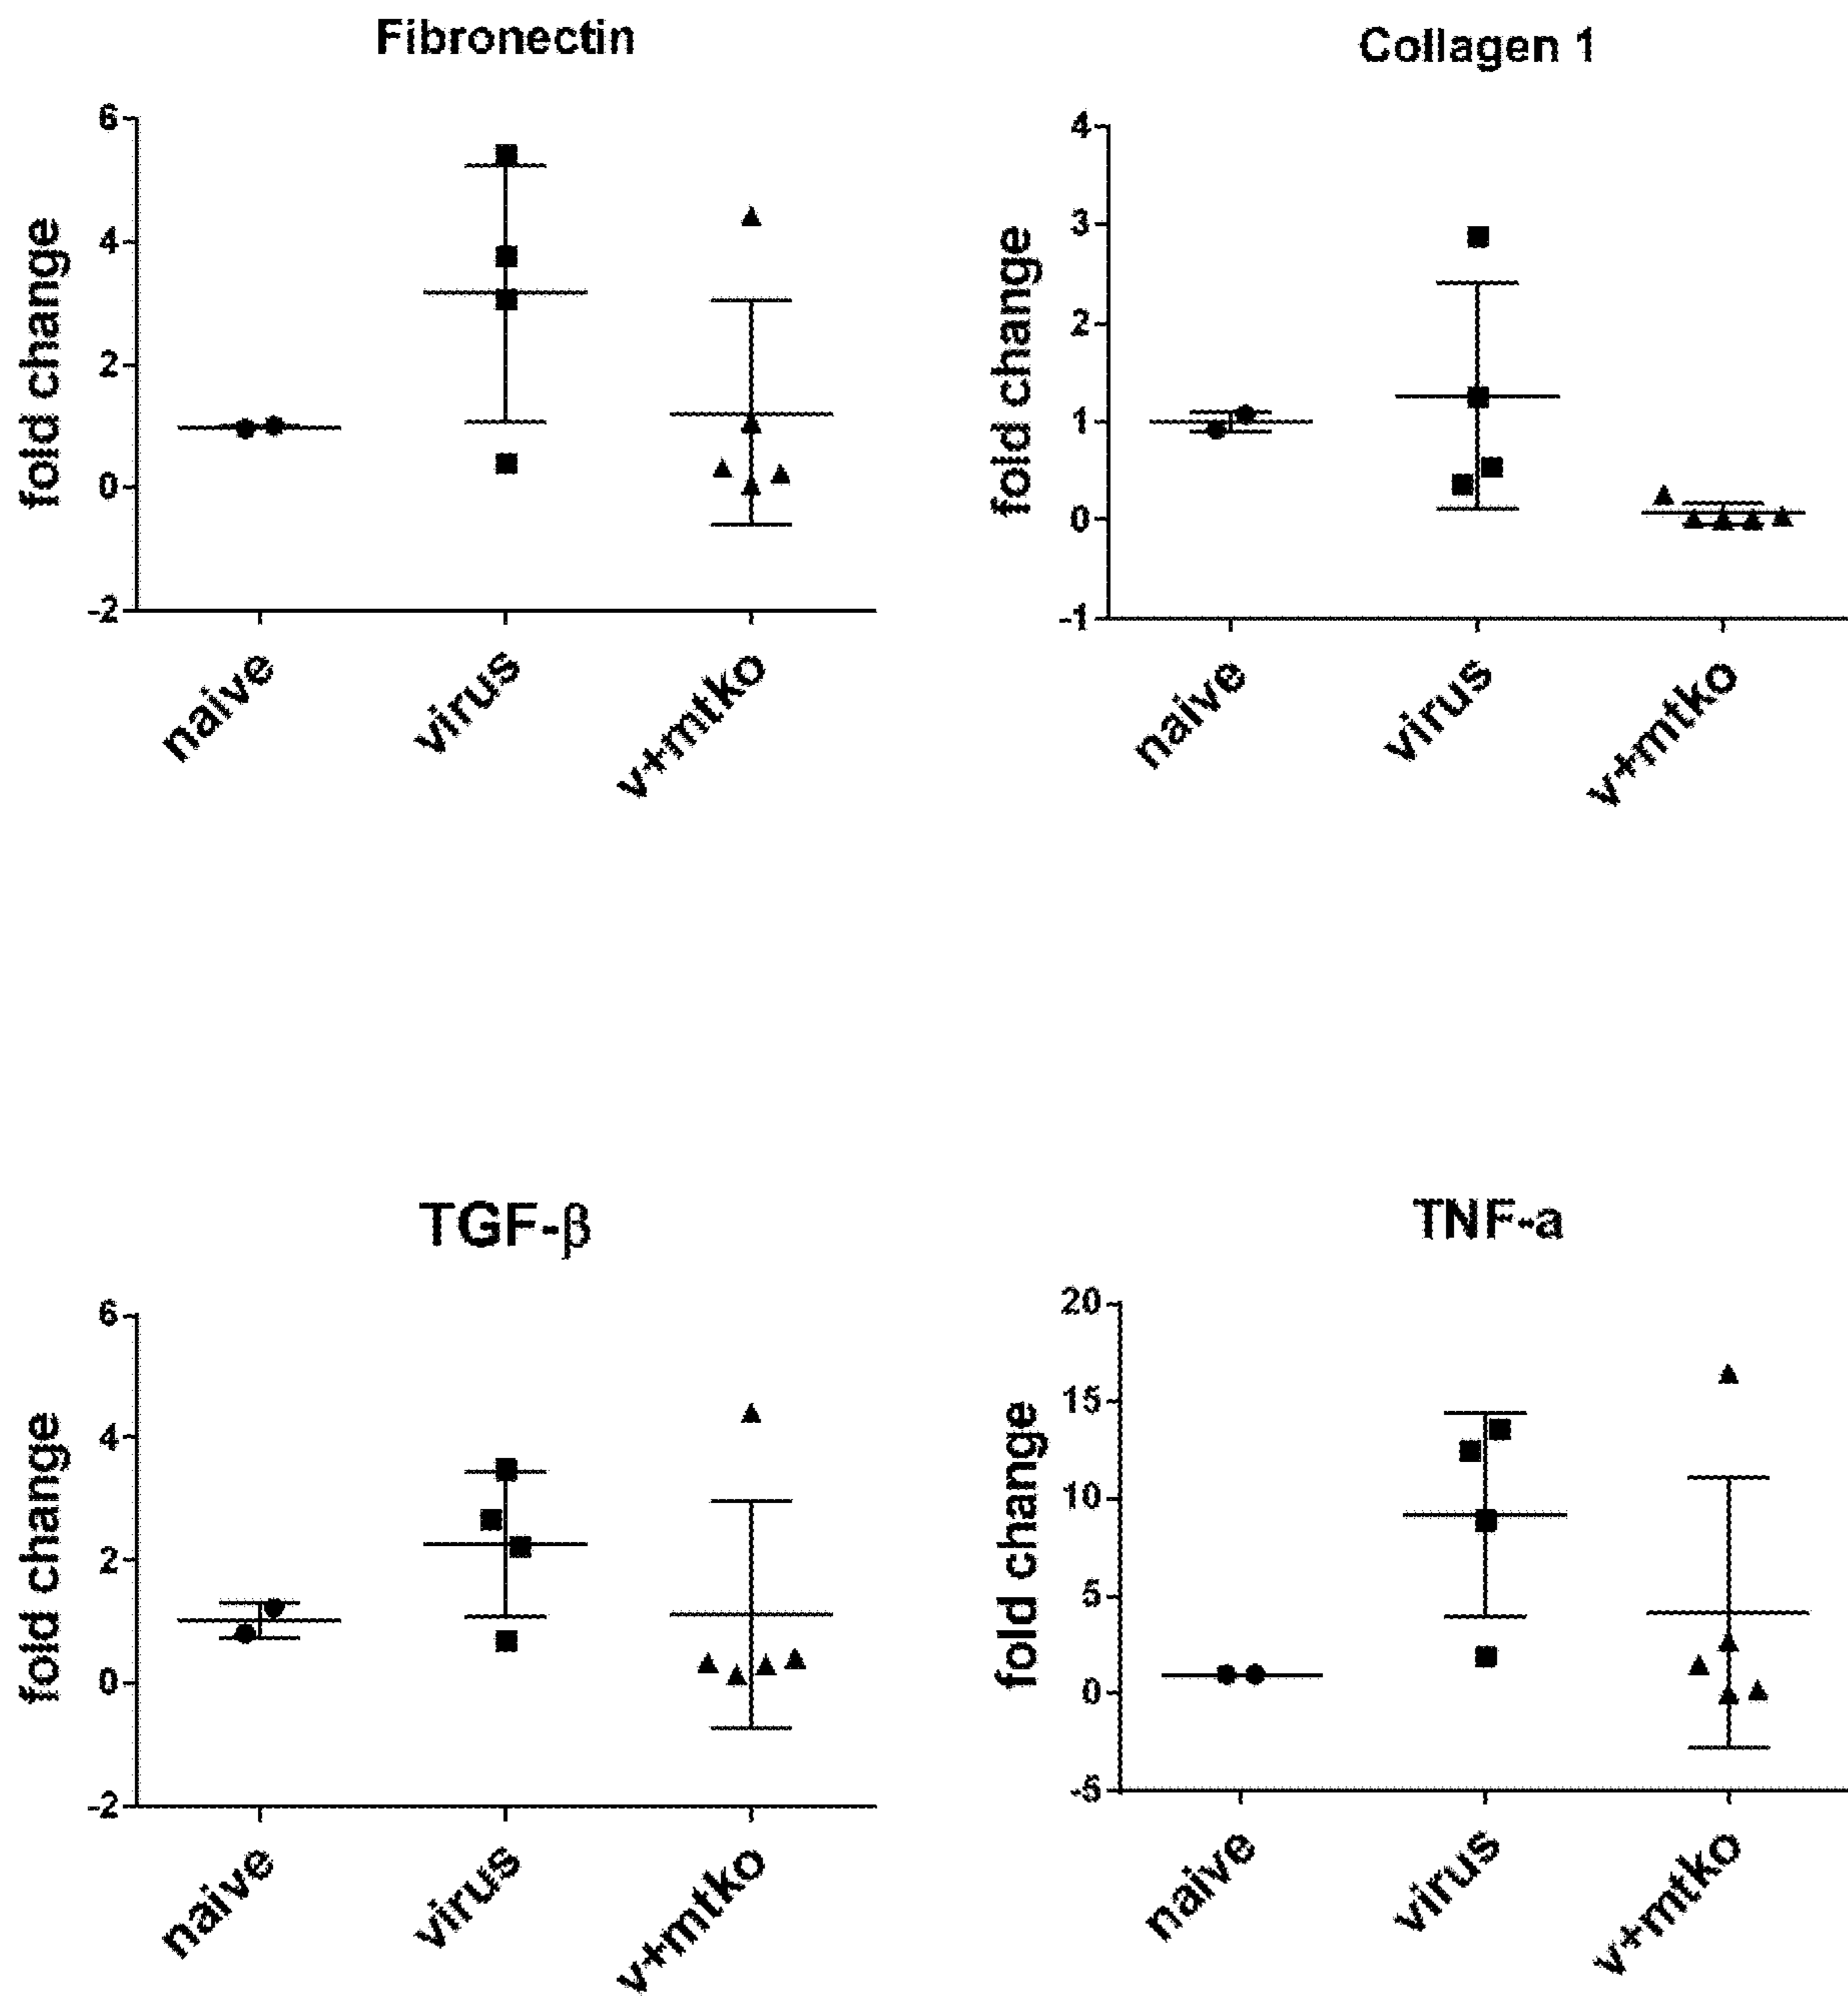 Fibronectin
fold change
6
4
2
0
-2
naive
virus
v+mtko
Collagen 1
fold change
4
3
2
1
0
-1
naive
virus
v+mtko
TGF-β
fold change
6
4
2
0
-2
naive
virus
v+mtko
TNF-a
fold change
20
15
10
5
0
-5
naive
virus
v+mtko